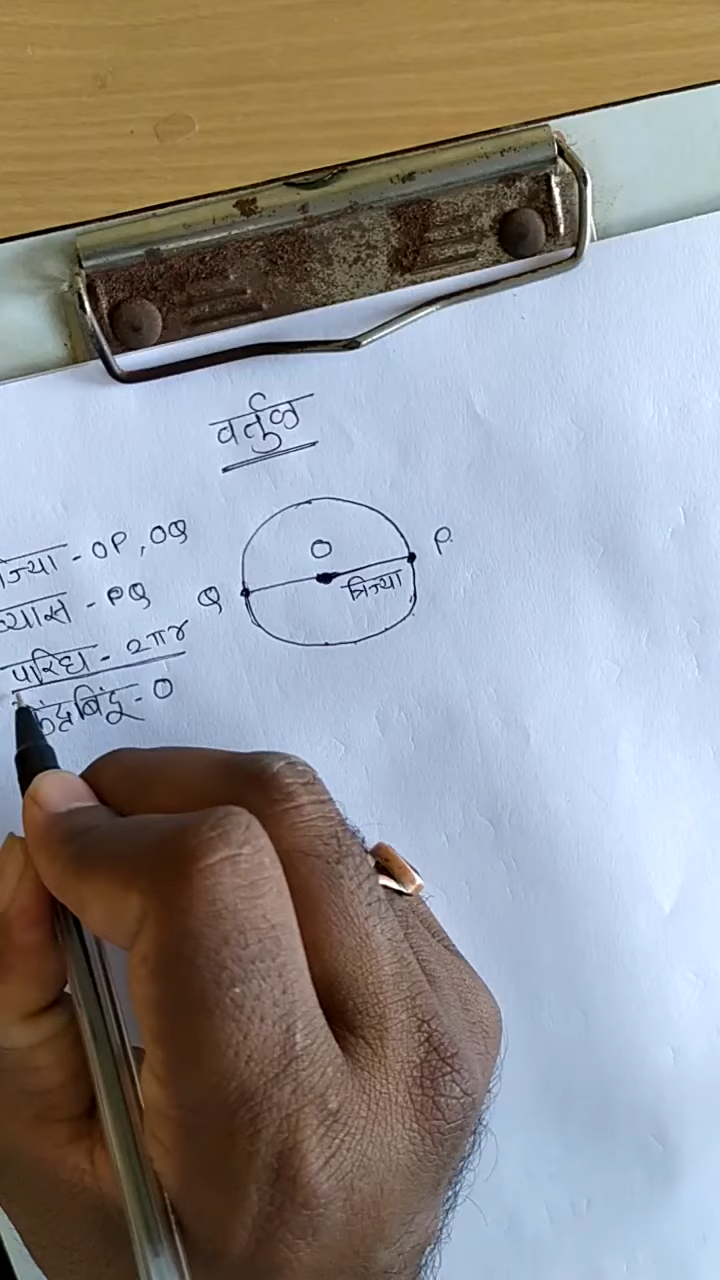 वर्तुळ
ज्या - OP, OQ
व्यास - PQ
परिघ - 2πr
केंद्रबिंदू - O
O
P.
Q
त्रिज्या